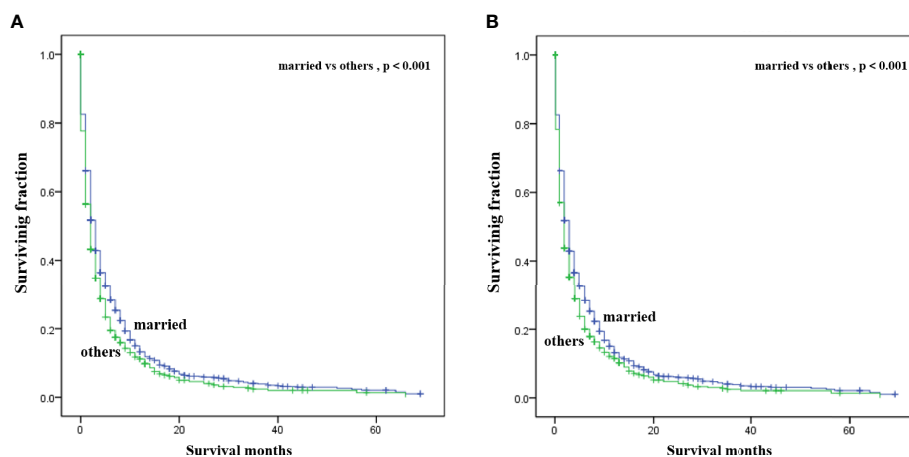 A
married vs others , p < 0.001
1.0
0.8
0.6
0.4
0.2
0.0
Survivinig fraction
married
others
0
20
40
60
Survival months
B
married vs others , p < 0.001
1.0
0.8
0.6
0.4
0.2
0.0
Survivinig fraction
married
others
0
20
40
60
Survival months